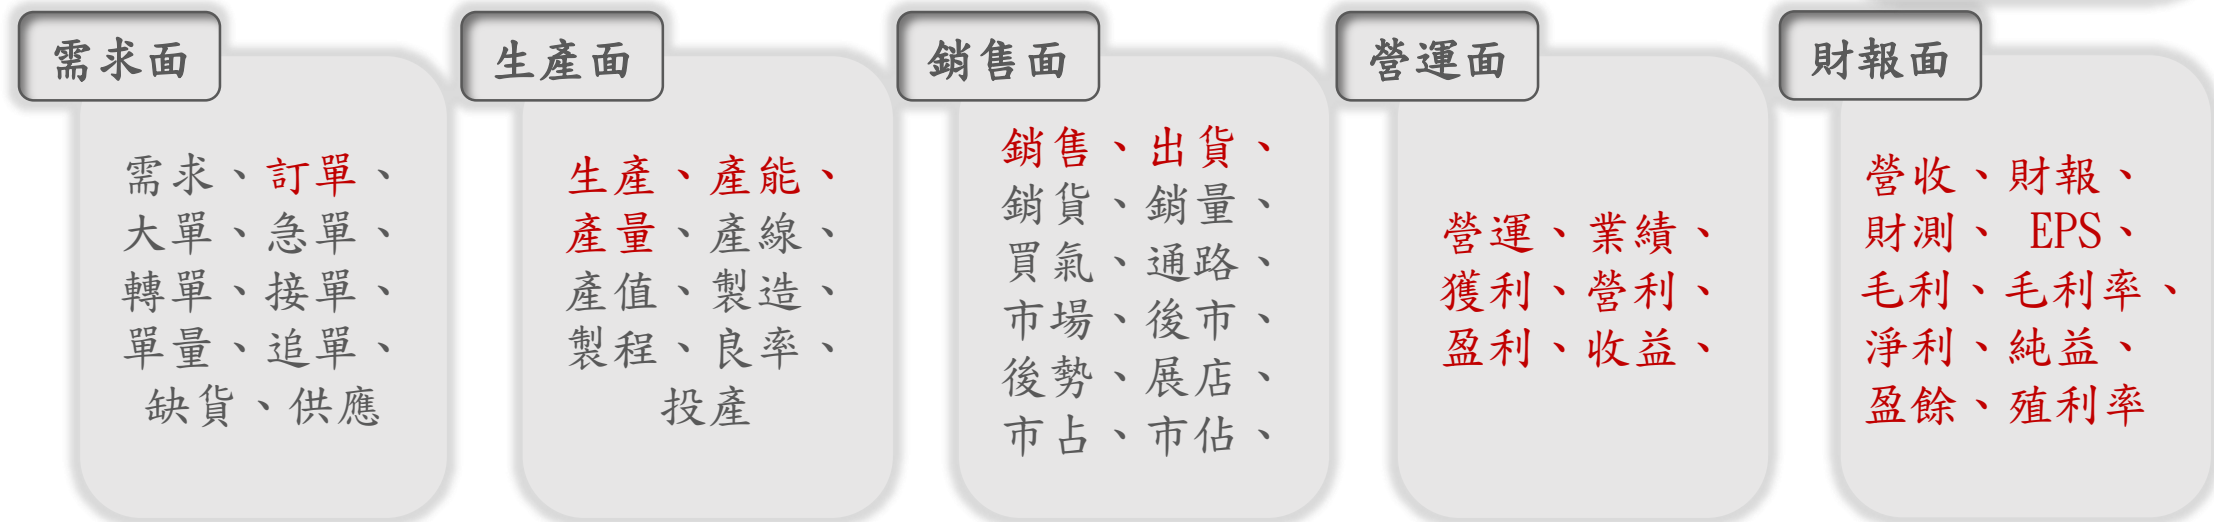 需求面
需求、訂單、
大單、急單、
轉單、接單、
單量、追單、
缺貨、供應
生產面
生產、產能、
產量、產線、
產值、製造、
製程、良率、
投產
銷售面
銷售、出貨、
銷貨、銷量、
買氣、通路、
市場、後市、
後勢、展店、
市占、市佔、
營運面
營運、業績、
獲利、營利、
盈利、收益、
財報面
營收、財報、
財測、 EPS、
毛利、毛利率、
淨利、純益、
盈餘、殖利率